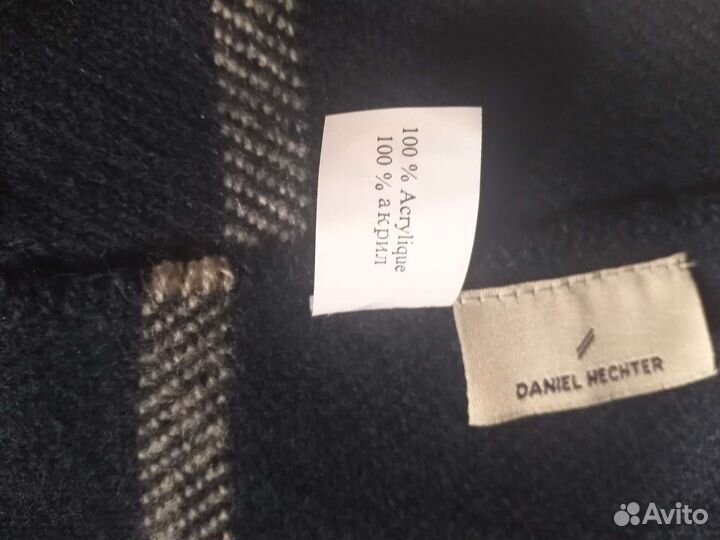 100 % Acrylique
100 % акрил
DANIEL HECHTER
Avito